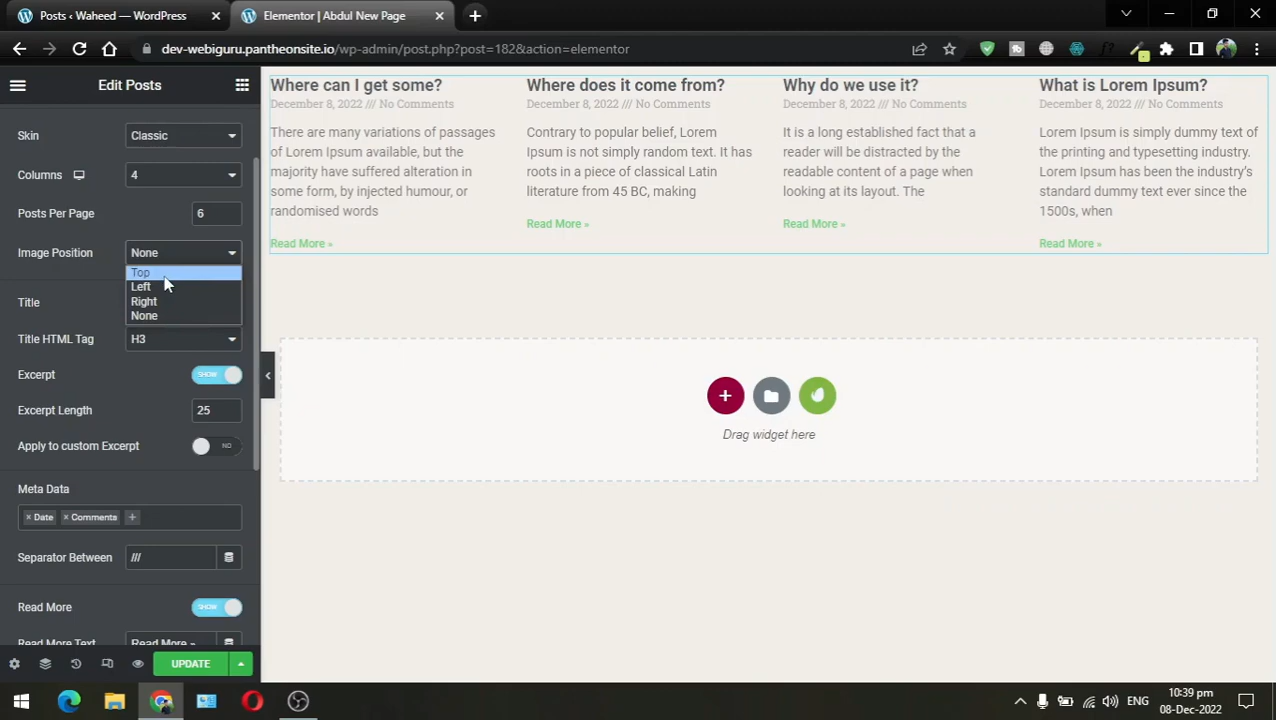 Posts ‹ Waheed — WordPress
Elementor | Abdul New Page
dev-webiguru.pantheonsite.io/wp-admin/post.php?post=182&action=elementor
Edit Posts
Skin
Classic
Columns
4
Posts Per Page
6
Image Position
None
Top
Left
Right
None
Title
Title HTML Tag
H3
Excerpt
SHOW
Excerpt Length
25
Apply to custom Excerpt
NO
Meta Data
× Date × Comments +
Separator Between
///
Read More
SHOW
Read More Text
Read More »
UPDATE
Where can I get some?
December 8, 2022 /// No Comments
There are many variations of passages
of Lorem Ipsum available, but the
majority have suffered alteration in
some form, by injected humour, or
randomised words
Read More »
Where does it come from?
December 8, 2022 /// No Comments
Contrary to popular belief, Lorem
Ipsum is not simply random text. It has
roots in a piece of classical Latin
literature from 45 BC, making
Read More »
Why do we use it?
December 8, 2022 /// No Comments
It is a long established fact that a
reader will be distracted by the
readable content of a page when
looking at its layout. The
Read More »
What is Lorem Ipsum?
December 8, 2022 /// No Comments
Lorem Ipsum is simply dummy text of
the printing and typesetting industry.
Lorem Ipsum has been the industry's
standard dummy text ever since the
1500s, when
Read More »
Drag widget here
ENG
10:39 pm
08-Dec-2022